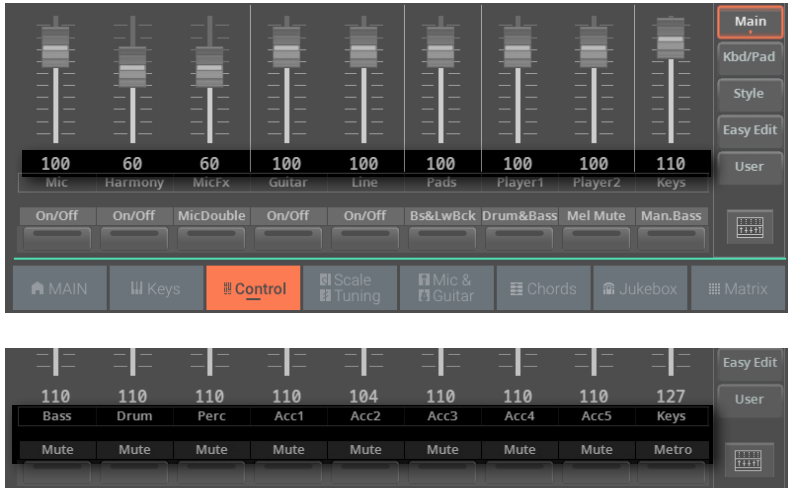 Main
Kbd/Pad
Style
Easy Edit
100 60 60 100 100 100 100 100 110 User
Mic Harmony MicFx Guitar Line Pads Player1 Player2 Keys
On/Off On/Off MicDouble On/Off On/Off Bs&LwBck Drum&Bass Mel Mute Man.Bass
MAIN Keys Control Scale Tuning Mic & Guitar Chords Jukebox Matrix
Easy Edit
110 110 110 110 104 110 110 110 127 User
Bass Drum Perc Acc1 Acc2 Acc3 Acc4 Acc5 Keys
Mute Mute Mute Mute Mute Mute Mute Mute Metro